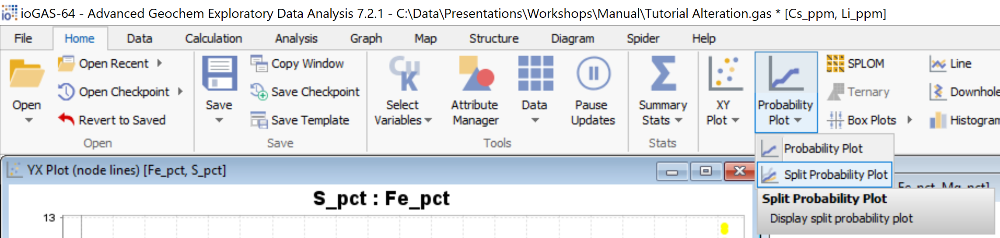 ioGAS-64 - Advanced Geochem Exploratory Data Analysis 7.2.1 - C:\Data\Presentations\Workshops\Manual\Tutorial Alteration.gas * [Cs_ppm, Li_ppm]
File Home Data Calculation Analysis Graph Map Structure Diagram Spider Help
Open
Open Recent
Open Checkpoint
Revert to Saved
Open
Save
Copy Window
Save Checkpoint
Save Template
Save
Select
Variables
Attribute
Manager
Data
Pause
Updates
Tools
Summary
Stats
Stats
XY
Plot
Probability
Plot
SPLOM
Ternary
Box Plots
Line
Downhole
Histogram
Probability Plot
Split Probability Plot
Split Probability Plot
Display split probability plot
YX Plot (node lines) [Fe_pct, S_pct]
Fe_pct, Mg_pct]
S_pct : Fe_pct
13